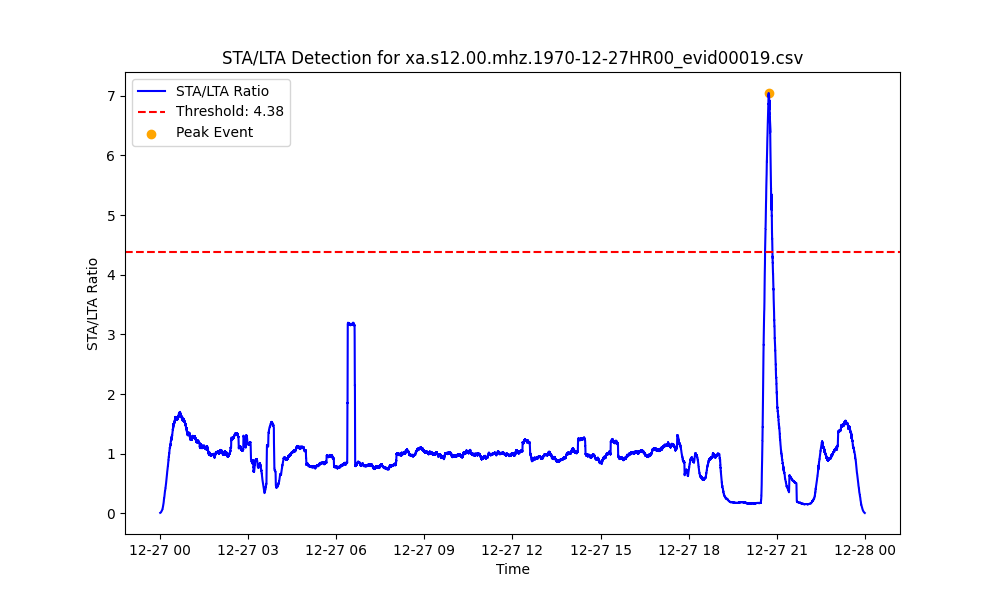 STA/LTA Detection for xa.s12.00.mhz.1970-12-27HR00_evid00019.csv
STA/LTA Ratio
Threshold: 4.38
Peak Event
7
6
5
4
3
2
1
0
STA/LTA Ratio
12-27 00 12-27 03 12-27 06 12-27 09 12-27 12 12-27 15 12-27 18 12-27 21 12-28 00
Time